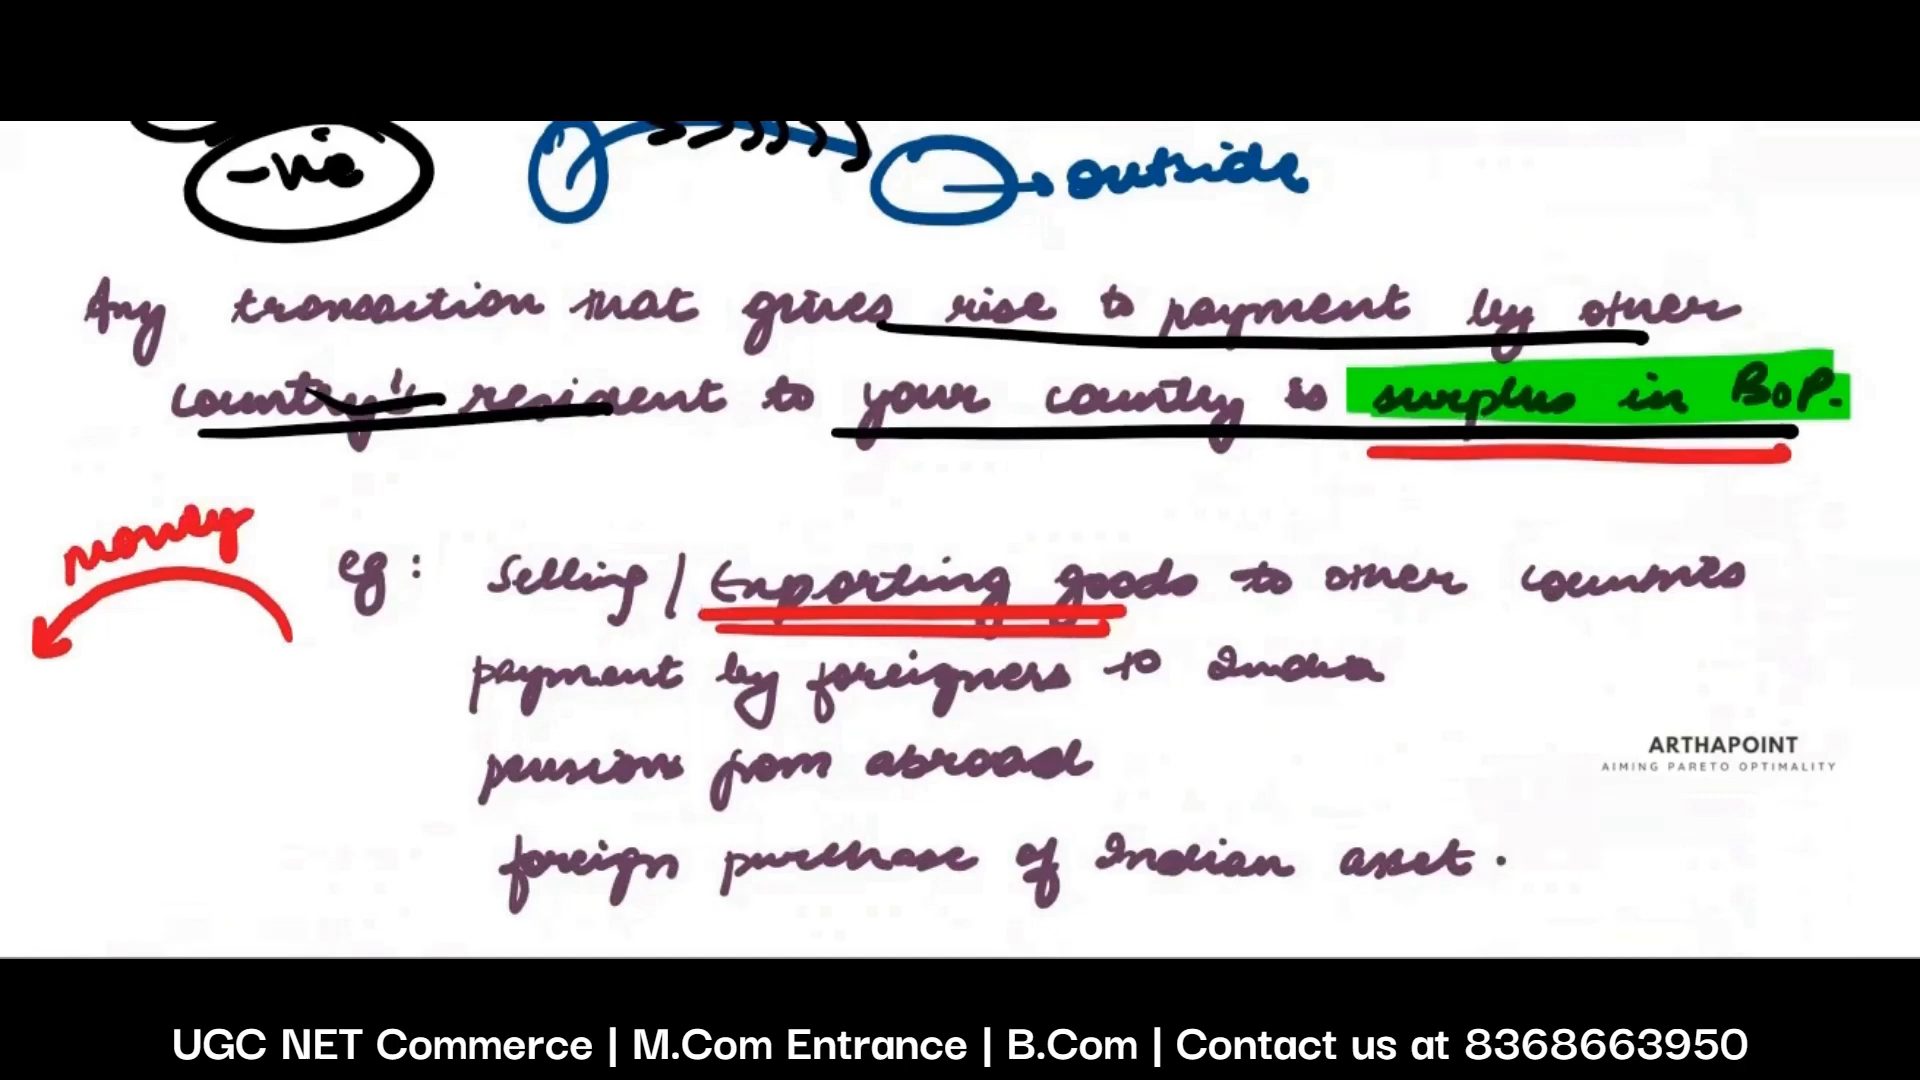 -ve
outside
Any transaction that gives rise to payment by other
country's resident to your country is surplus in BoP.
money
eg: Selling / Exporting goods to other countries
payment by foreigners to India
pension from abroad
foreign purchase of Indian asset.
ARTHAPOINT
AIMING PARETO OPTIMALITY
UGC NET Commerce | M.Com Entrance | B.Com | Contact us at 8368663950